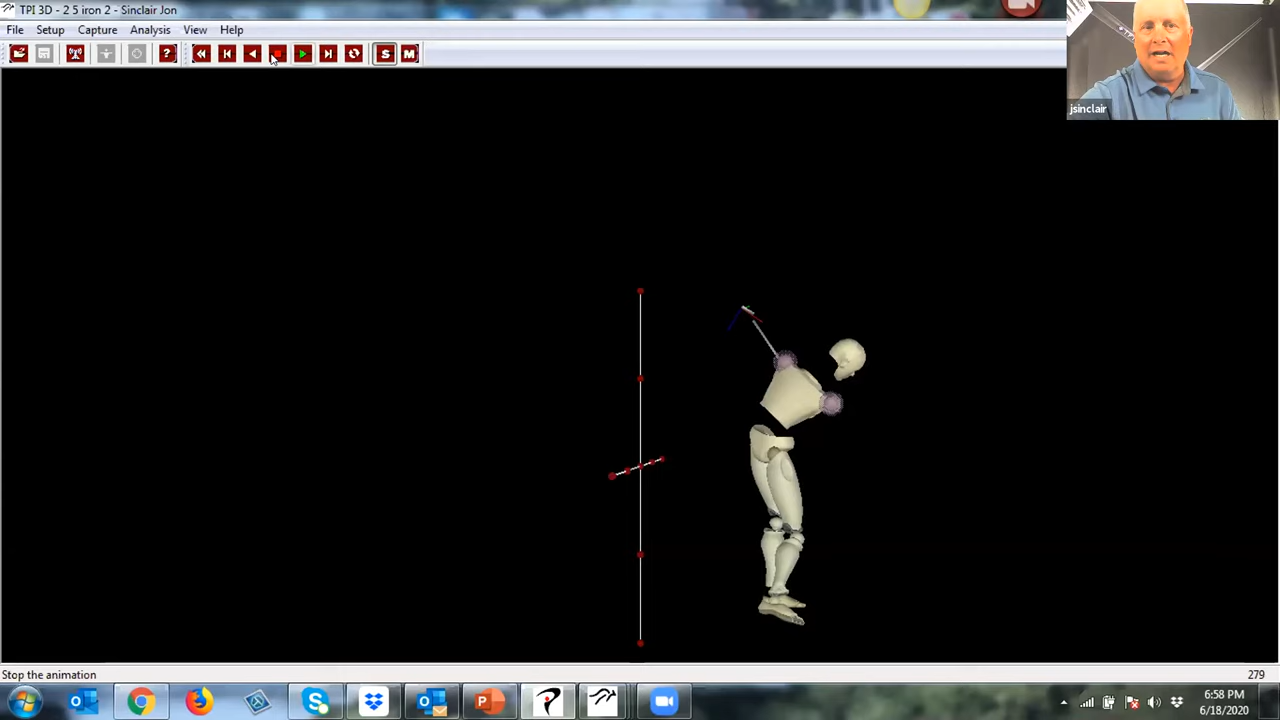 TPI 3D - 2 5 iron 2 - Sinclair Jon
File Setup Capture Analysis View Help
? S M
jsinclair
Stop the animation 279
6:58 PM
6/18/2020